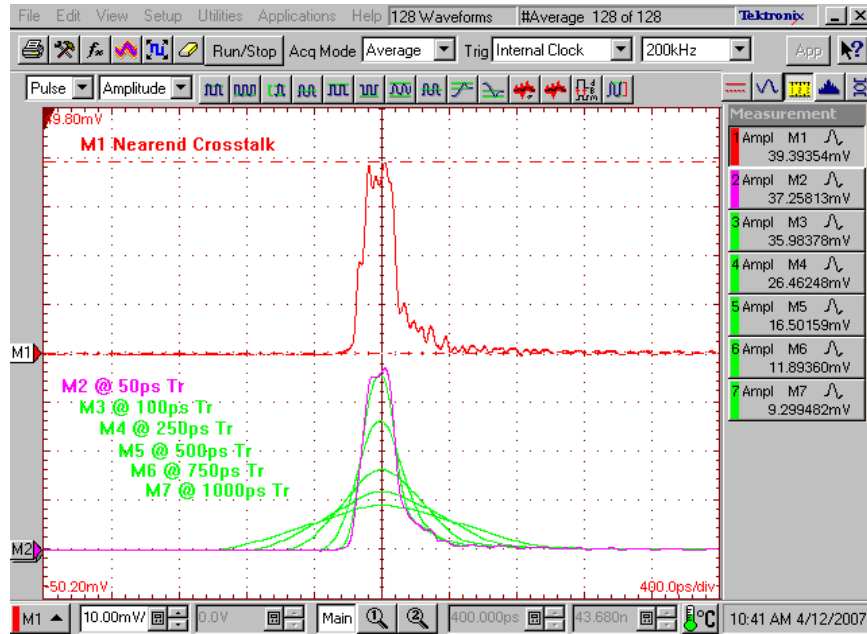 File Edit View Setup Utilities Applications Help 128 Waveforms #Average 128 of 128 Tektronix
Run/Stop Acq Mode Average Trig Internal Clock 200kHz App
Pulse Amplitude
49.80mV
M1 Nearend Crosstalk
M1
M2 @ 50ps Tr
M3 @ 100ps Tr
M4 @ 250ps Tr
M5 @ 500ps Tr
M6 @ 750ps Tr
M7 @ 1000ps Tr
M2
-50.20mV 400.0ps/div
Measurement
1 Ampl M1
39.39354mV
2 Ampl M2
37.25813mV
3 Ampl M3
35.98378mV
4 Ampl M4
26.46248mV
5 Ampl M5
16.50159mV
6 Ampl M6
11.89360mV
7 Ampl M7
9.299482mV
M1 10.00mV/ 0.0V Main 400.000ps 43.680n °C 10:41 AM 4/12/2007